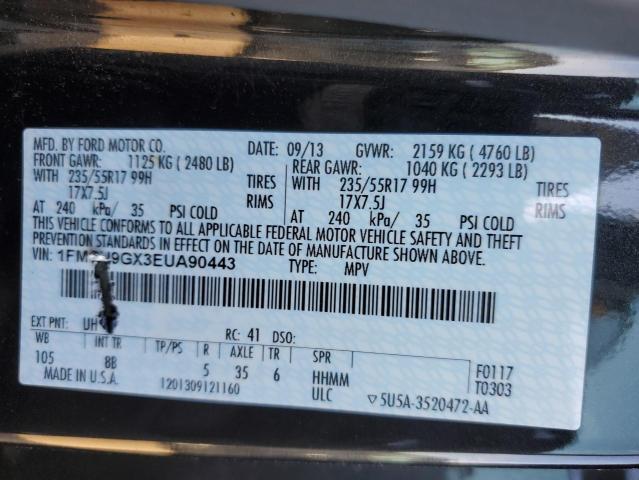 MFD. BY FORD MOTOR CO.
DATE: 09/13 GVWR: 2159 KG ( 4760 LB)
FRONT GAWR: 1125 KG ( 2480 LB)
REAR GAWR: 1040 KG ( 2293 LB)
WITH 235/55R17 99H TIRES
WITH 235/55R17 99H TIRES
17X7.5J RIMS
17X7.5J RIMS
AT 240 kPa/ 35 PSI COLD
AT 240 kPa/ 35 PSI COLD
THIS VEHICLE CONFORMS TO ALL APPLICABLE FEDERAL MOTOR VEHICLE SAFETY AND THEFT
PREVENTION STANDARDS IN EFFECT ON THE DATE OF MANUFACTURE SHOWN ABOVE.
VIN: 1FM 9GX3EUA90443 TYPE: MPV
EXT PNT: UH RC: 41 DSO:
WB INT TR TP/PS R AXLE TR SPR
105 8B 5 35 6 HHMM
F0117
T0303
MADE IN U.S.A. 1201309121160 ULC ▽5U5A-3520472-AA